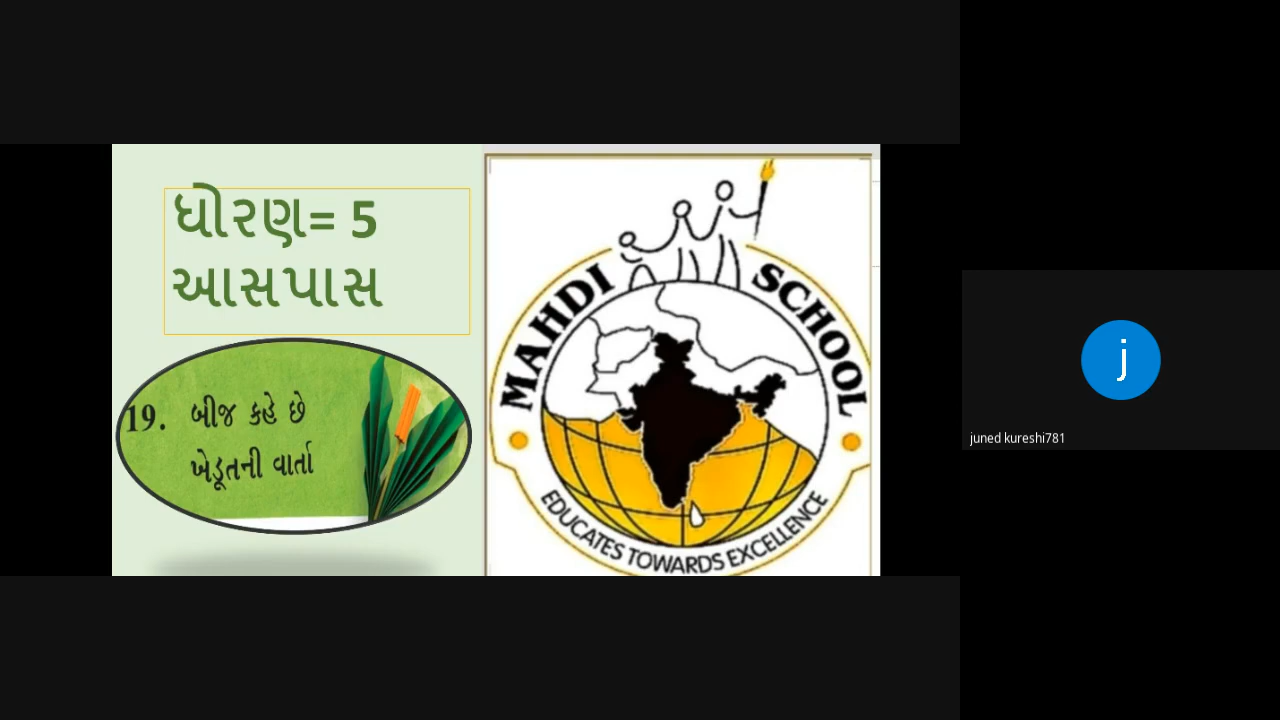 ધોરણ= 5
આસપાસ
19. બીજ કહે છે
ખેડૂતની વાર્તા
MAHDI SCHOOL
EDUCATES TOWARDS EXCELLENCE
j
juned kureshi781